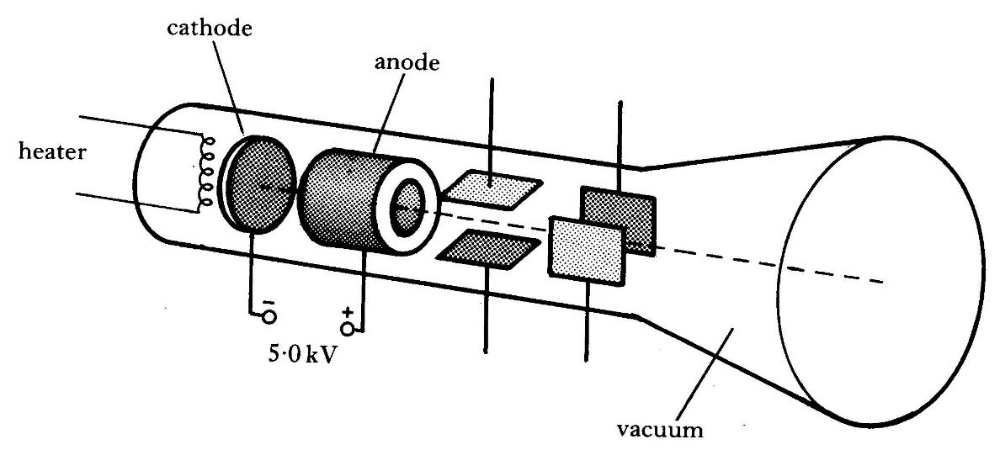 cathode
anode
heater
−
+
5·0 kV
vacuum